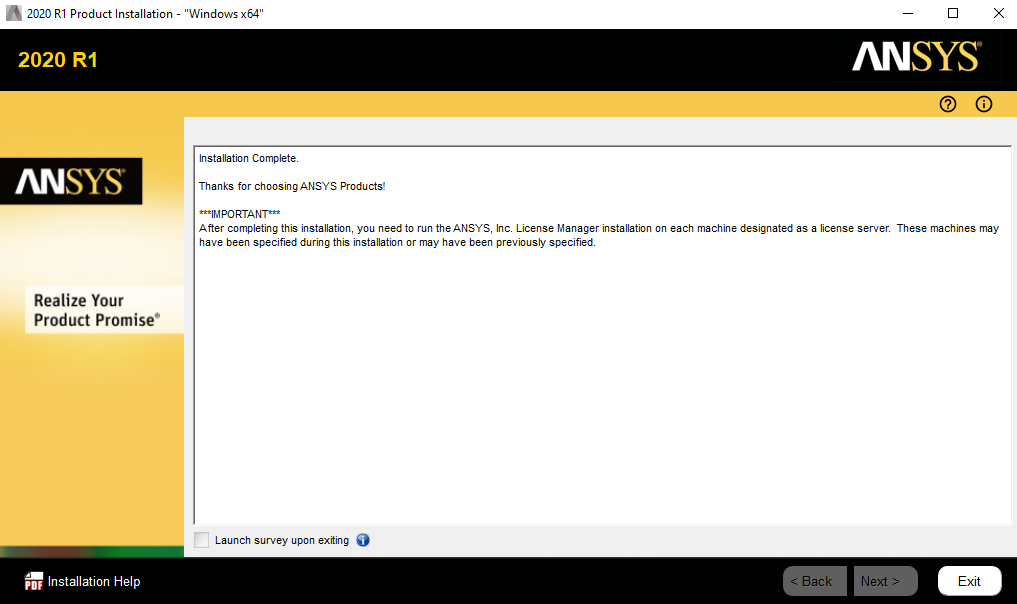 2020 R1 Product Installation - "Windows x64"
2020 R1
ANSYS®
ANSYS®
Installation Complete.
Thanks for choosing ANSYS Products!
***IMPORTANT***
After completing this installation, you need to run the ANSYS, Inc. License Manager installation on each machine designated as a license server.  These machines may
have been specified during this installation or may have been previously specified.
Realize Your
Product Promise®
Launch survey upon exiting
PDF Installation Help
< Back
Next >
Exit